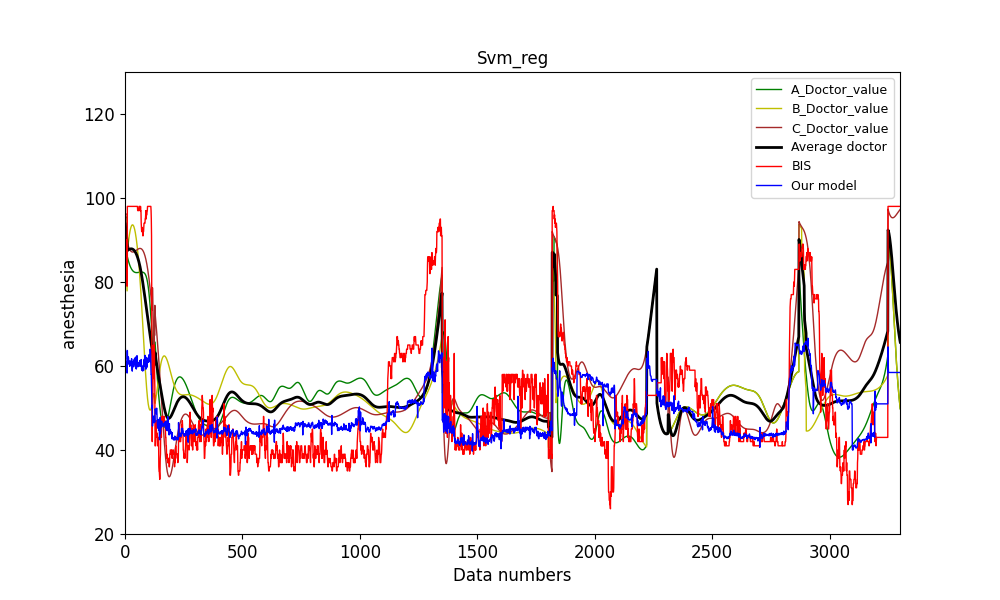 Svm_reg
A_Doctor_value
B_Doctor_value
C_Doctor_value
Average doctor
BIS
Our model
anesthesia
120
100
80
60
40
20
0 500 1000 1500 2000 2500 3000
Data numbers